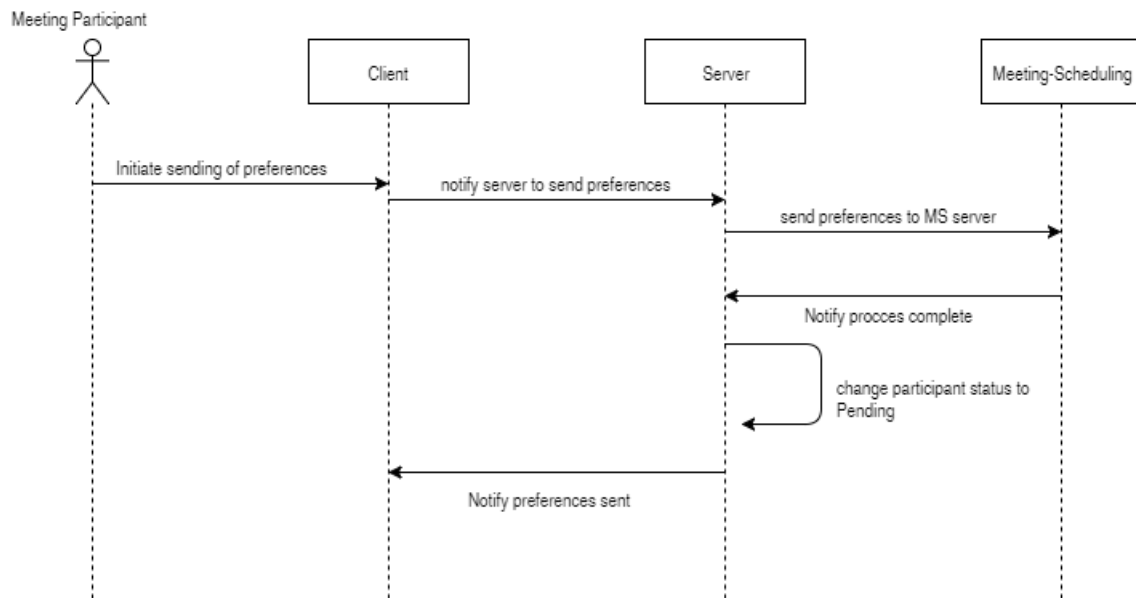 Meeting Participant
Client
Server
Meeting-Scheduling
Initiate sending of preferences
notify server to send preferences
send preferences to MS server
Notify procces complete
change participant status to
Pending
Notify preferences sent